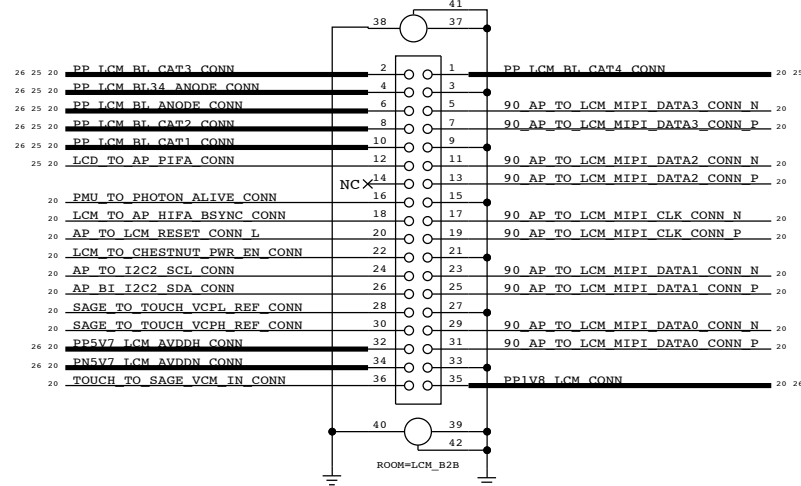 41
38 37
26 25 20 PP_LCM_BL_CAT3_CONN 2 1 PP_LCM_BL_CAT4_CONN 20 25
PP_LCM_BL34_ANODE_CONN 4 3
26 25 20 PP_LCM_BL_ANODE_CONN 6 5 90_AP_TO_LCM_MIPI_DATA3_CONN_N 20
26 25 20 PP_LCM_BL_CAT2_CONN 8 7 90_AP_TO_LCM_MIPI_DATA3_CONN_P 20
26 25 20 PP_LCM_BL_CAT1_CONN 10 9
25 20 LCD_TO_AP_PIFA_CONN 12 11 90_AP_TO_LCM_MIPI_DATA2_CONN_N 20
NC 14 13 90_AP_TO_LCM_MIPI_DATA2_CONN_P 20
20 PMU_TO_PHOTON_ALIVE_CONN 16 15
20 LCM_TO_AP_HIFA_BSYNC_CONN 18 17 90_AP_TO_LCM_MIPI_CLK_CONN_N 20
20 AP_TO_LCM_RESET_CONN_L 20 19 90_AP_TO_LCM_MIPI_CLK_CONN_P 20
20 LCM_TO_CHESTNUT_PWR_EN_CONN 22 21
20 AP_TO_I2C2_SCL_CONN 24 23 90_AP_TO_LCM_MIPI_DATA1_CONN_N 20
20 AP_BI_I2C2_SDA_CONN 26 25 90_AP_TO_LCM_MIPI_DATA1_CONN_P 20
20 SAGE_TO_TOUCH_VCPL_REF_CONN 28 27
20 SAGE_TO_TOUCH_VCPH_REF_CONN 30 29 90_AP_TO_LCM_MIPI_DATA0_CONN_N 20
26 20 PP5V7_LCM_AVDDH_CONN 32 31 90_AP_TO_LCM_MIPI_DATA0_CONN_P 20
26 20 PN5V7_LCM_AVDDN_CONN 34 33
20 TOUCH_TO_SAGE_VCM_IN_CONN 36 35 PP1V8_LCM_CONN 20 26
40 39
42
ROOM=LCM_B2B